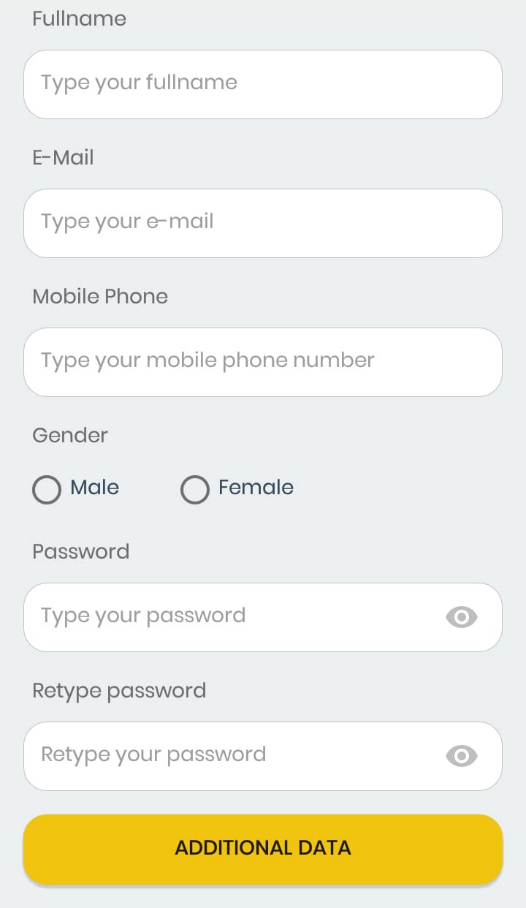 Fullname
Type your fullname
E-Mail
Type your e-mail
Mobile Phone
Type your mobile phone number
Gender
Male Female
Password
Type your password
Retype password
Retype your password
ADDITIONAL DATA